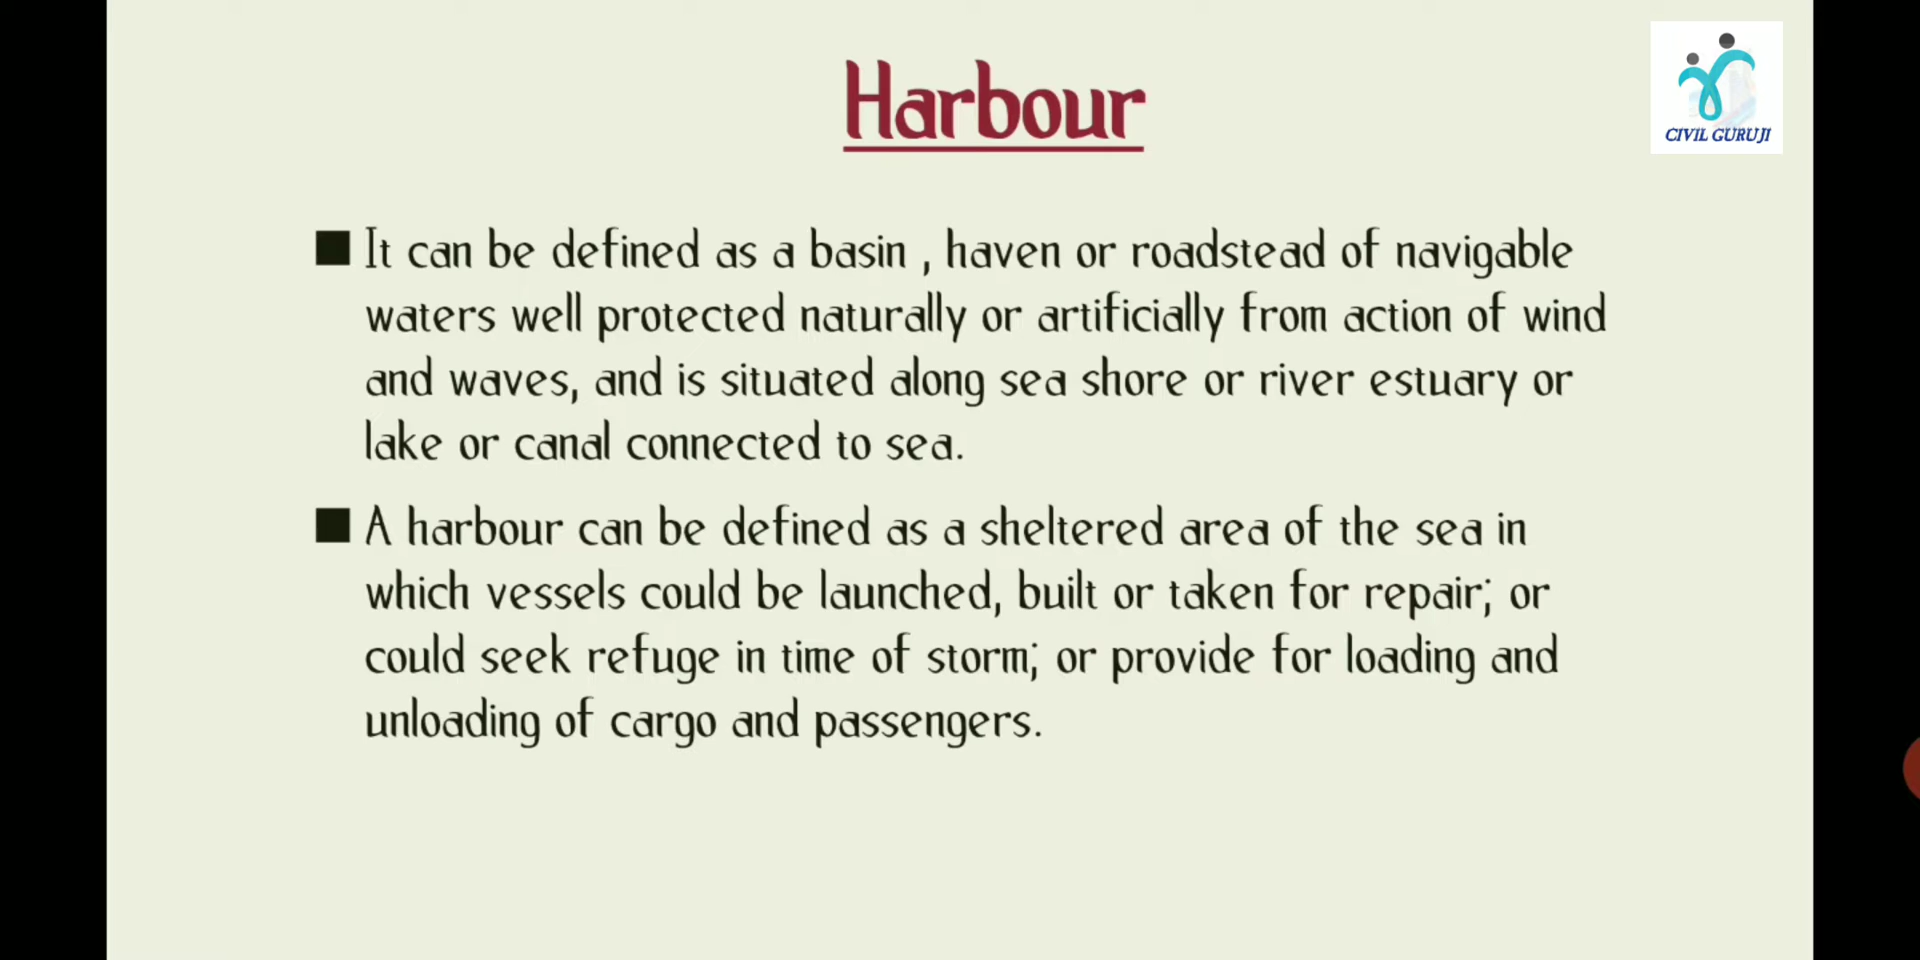 Harbour
CIVIL GURUJI
It can be defined as a basin , haven or roadstead of navigable
waters well protected naturally or artificially from action of wind
and waves, and is situated along sea shore or river estuary or
lake or canal connected to sea.
A harbour can be defined as a sheltered area of the sea in
which vessels could be launched, built or taken for repair; or
could seek refuge in time of storm; or provide for loading and
unloading of cargo and passengers.